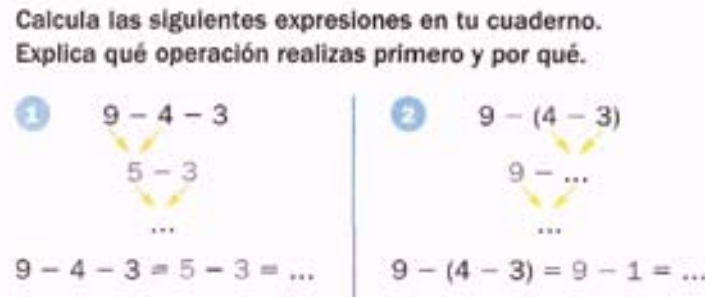 Calcula las siguientes expresiones en tu cuaderno.
Explica qué operación realizas primero y por qué.
1 9 - 4 - 3
5 - 3
...
9 - 4 - 3 = 5 - 3 = ...
2 9 - (4 - 3)
9 - ...
...
9 - (4 - 3) = 9 - 1 = ...